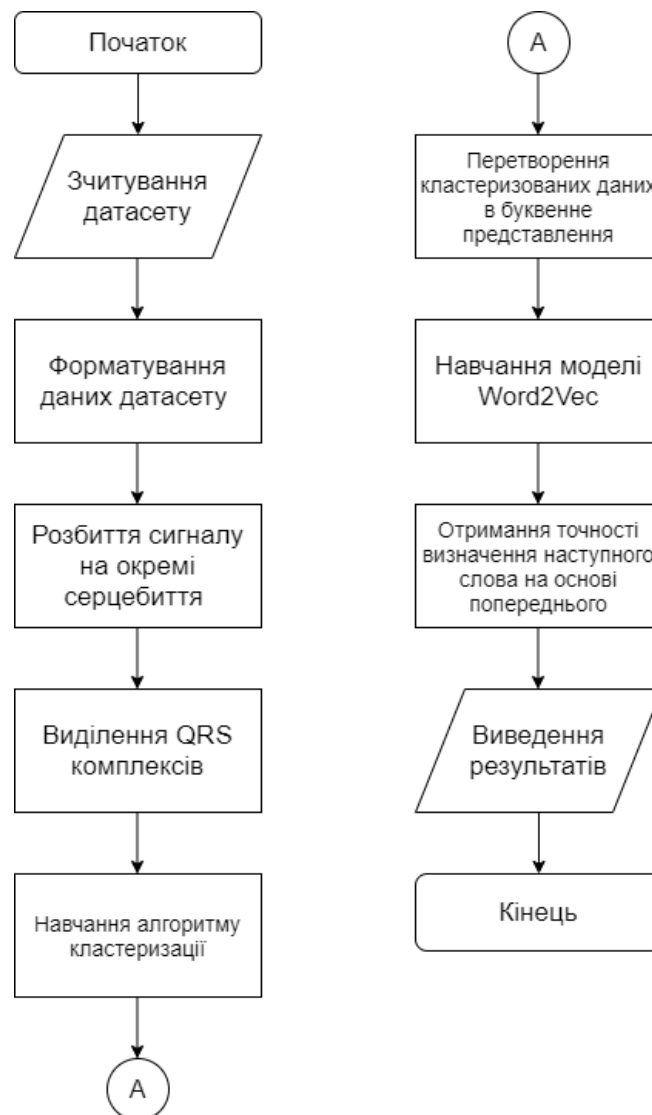 Початок
Зчитування
датасету
Форматування
даних датасету
Розбиття сигналу
на окремі
серцебиття
Виділення QRS
комплексів
Навчання алгоритму
кластеризації
А
А
Перетворення
кластеризованих даних
в буквенне
представлення
Навчання моделі
Word2Vec
Отримання точності
визначення наступного
слова на основі
попереднього
Виведення
результатів
Кінець